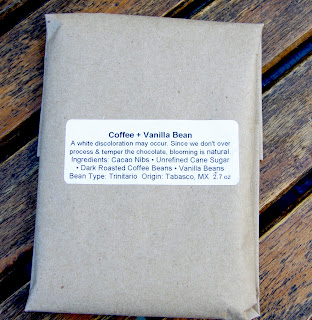 Coffee + Vanilla Bean
A white discoloration may occur. Since we don't over
process & temper the chocolate, blooming is natural.
Ingredients: Cacao Nibs • Unrefined Cane Sugar
• Dark Roasted Coffee Beans • Vanilla Beans
Bean Type: Trinitario Origin: Tabasco, MX 2.7 oz